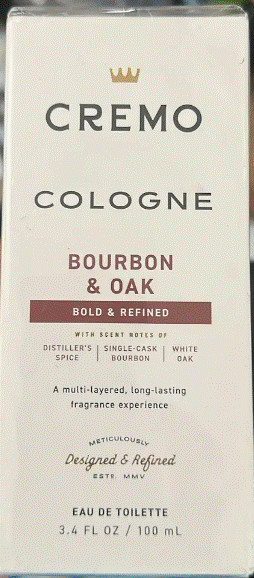 CREMO
COLOGNE
BOURBON
& OAK
BOLD & REFINED
WITH SCENT NOTES OF
DISTILLER'S SPICE | SINGLE-CASK BOURBON | WHITE OAK
A multi-layered, long-lasting
fragrance experience
METICULOUSLY
Designed & Refined
ESTD. MMV
EAU DE TOILETTE
3.4 FL OZ / 100 mL